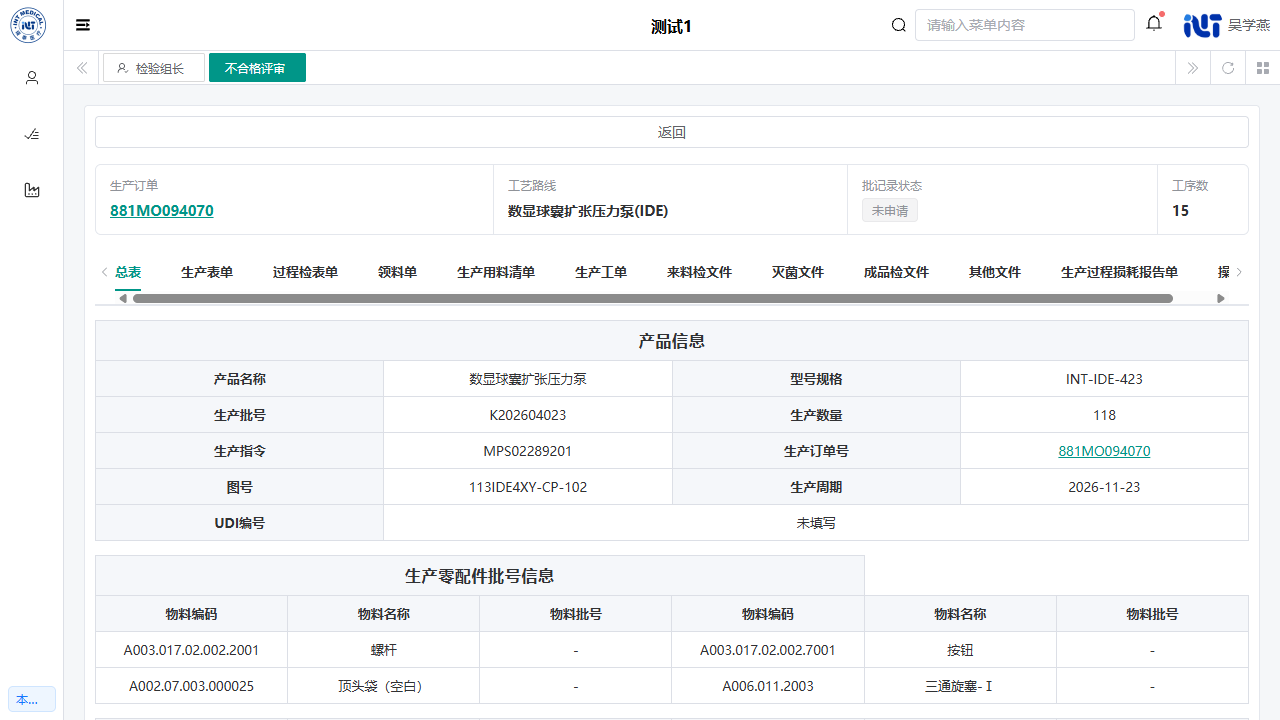 INT MEDICAL
iNT
测试1
请输入菜单内容
iNT
吴学燕
检验组长
不合格评审
返回
生产订单
881MO094070
工艺路线
数显球囊扩张压力泵(IDE)
批记录状态
未申请
工序数
15
总表
生产表单
过程检表单
领料单
生产用料清单
生产工单
来料检文件
灭菌文件
成品检文件
其他文件
生产过程损耗报告单
操
产品信息
产品名称
数显球囊扩张压力泵
型号规格
INT-IDE-423
生产批号
K202604023
生产数量
118
生产指令
MPS02289201
生产订单号
881MO094070
图号
113IDE4XY-CP-102
生产周期
2026-11-23
UDI编号
未填写
生产零配件批号信息
物料编码
物料名称
物料批号
物料编码
物料名称
物料批号
A003.017.02.002.2001
螺杆
-
A003.017.02.002.7001
按钮
-
A002.07.003.000025
顶头袋（空白）
-
A006.011.2003
三通旋塞-Ⅰ
-
本...